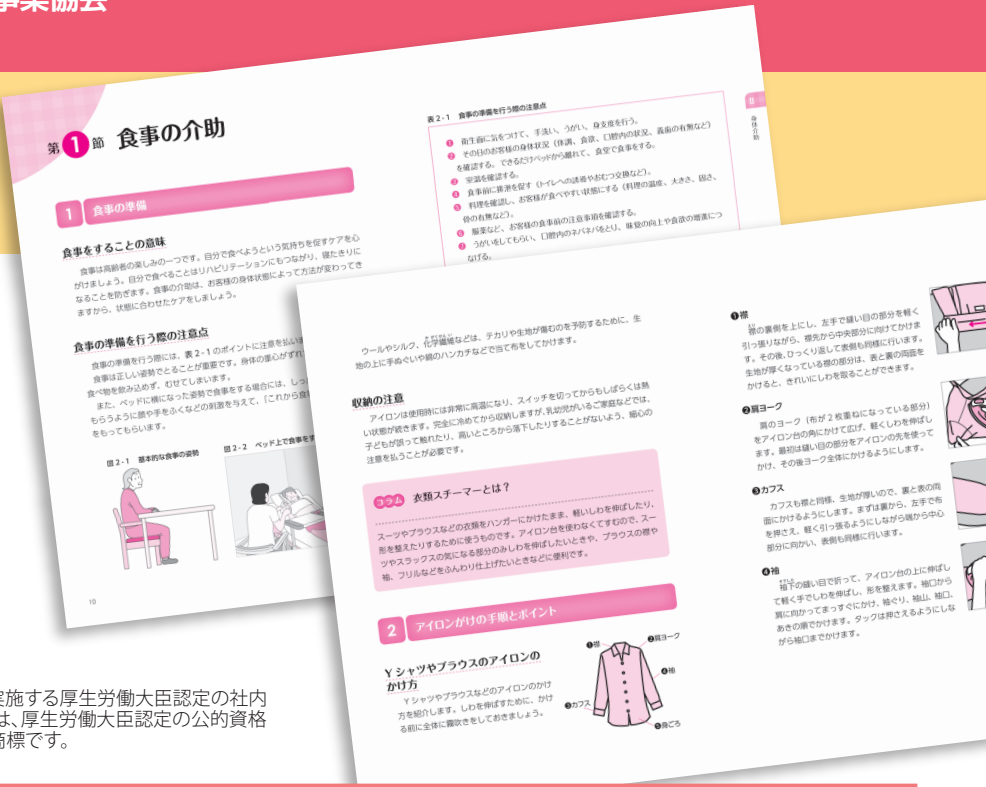 事業協会
第1節 食事の介助
1 食事の準備
食事をすることの意味
食事は高齢者の楽しみの一つです。自分で食べようという気持ちを促すケアを心
がけましょう。自分で食べることはリハビリテーションにもつながり、寝たきりに
なることを防ぎます。食事の介助は、お客様の身体状態によって方法が変わってき
ますから、状態に合わせたケアをしましょう。
食事の準備を行う際の注意点
食事の準備を行う際には、表2-1のポイントに注意を払いま
食事は正しい姿勢でとることが重要です。身体の重心がずれ
食べ物を飲み込めず、むせてしまいます。
また、ベッドに横になった姿勢で食事をする場合には、しっ
もらうように顔や手をふくなどの刺激を与えて、「これから食
をもってもらいます。
図2-1 基本的な食事の姿勢
図2-2 ベッド上で食事をす
10
表2-1 食事の準備を行う際の注意点
❶ 衛生面に気をつけて、手洗い、うがい、身支度を行う。
❷ その日のお客様の身体状況（体調、食欲、口腔内の状況、義歯の有無など）
を確認する。できるだけベッドから離れて、食堂で食事をする。
❸ 室温を確認する。
❹ 食事前に排泄を促す（トイレへの誘導やおむつ交換など）。
❺ 料理を確認し、お客様が食べやすい状態にする（料理の温度、大きさ、固さ、
骨の有無など）。
❻ 服薬など、お客様の食事前の注意事項を確認する。
❼ うがいをしてもらい、口腔内のネバネバをとり、味覚の向上や食欲の増進につ
なげる。
身体介助
ウールやシルク、化学繊維などは、テカリや生地が傷むのを予防するために、生
地の上に手ぬぐいや綿のハンカチなどで当て布をしてかけます。
収納の注意
アイロンは使用時には非常に高温になり、スイッチを切ってからもしばらくは熱
い状態が続きます。完全に冷めてから収納しますが、乳幼児がいるご家庭などでは、
子どもが誤って触れたり、高いところから落下したりすることがないよう、細心の
注意を払うことが必要です。
コラム 衣類スチーマーとは？
スーツやブラウスなどの衣類をハンガーにかけたまま、軽いしわを伸ばしたり、
形を整えたりするために使うものです。アイロン台を使わなくてすむので、スー
ツやスラックスの気になる部分のみしわを伸ばしたいときや、ブラウスの襟や
袖、フリルなどをふんわり仕上げたいときなどに便利です。
2 アイロンがけの手順とポイント
Yシャツやブラウスのアイロンの
かけ方
Yシャツやブラウスなどのアイロンのかけ
方を紹介します。しわを伸ばすために、かけ
る前に全体に霧吹きをしておきましょう。
❶襟
❷肩ヨーク
❹袖
❸カフス
❺身ごろ
❶襟
襟の裏側を上にし、左手で縫い目の部分を軽く
引っ張りながら、襟先から中央部分に向けてかけま
す。その後、ひっくり返して表側も同様に行います。
生地が厚くなっている襟の部分は、表と裏の両面を
かけると、きれいにしわを取ることができます。
❷肩ヨーク
肩のヨーク（布が2枚重ねになっている部分）
をアイロン台の角にかけて広げ、軽くしわを伸ばし
ます。最初は縫い目の部分をアイロンの先を使って
かけ、その後ヨーク全体にかけるようにします。
❸カフス
カフスも襟と同様、生地が厚いので、裏と表の両
面にかけるようにします。まずは裏から、左手で布
を押さえ、軽く引っ張るようにしながら端から中心
部分に向かい、表側も同様に行います。
❹袖
袖下の縫い目で折って、アイロン台の上に伸ばし
て軽く手でしわを伸ばし、形を整えます。袖口から
肩に向かってまっすぐにかけ、袖ぐり、袖山、袖口、
あきの順でかけます。タックは押さえるようにしな
がら袖口までかけます。
実施する厚生労働大臣認定の社内
は、厚生労働大臣認定の公的資格
商標です。